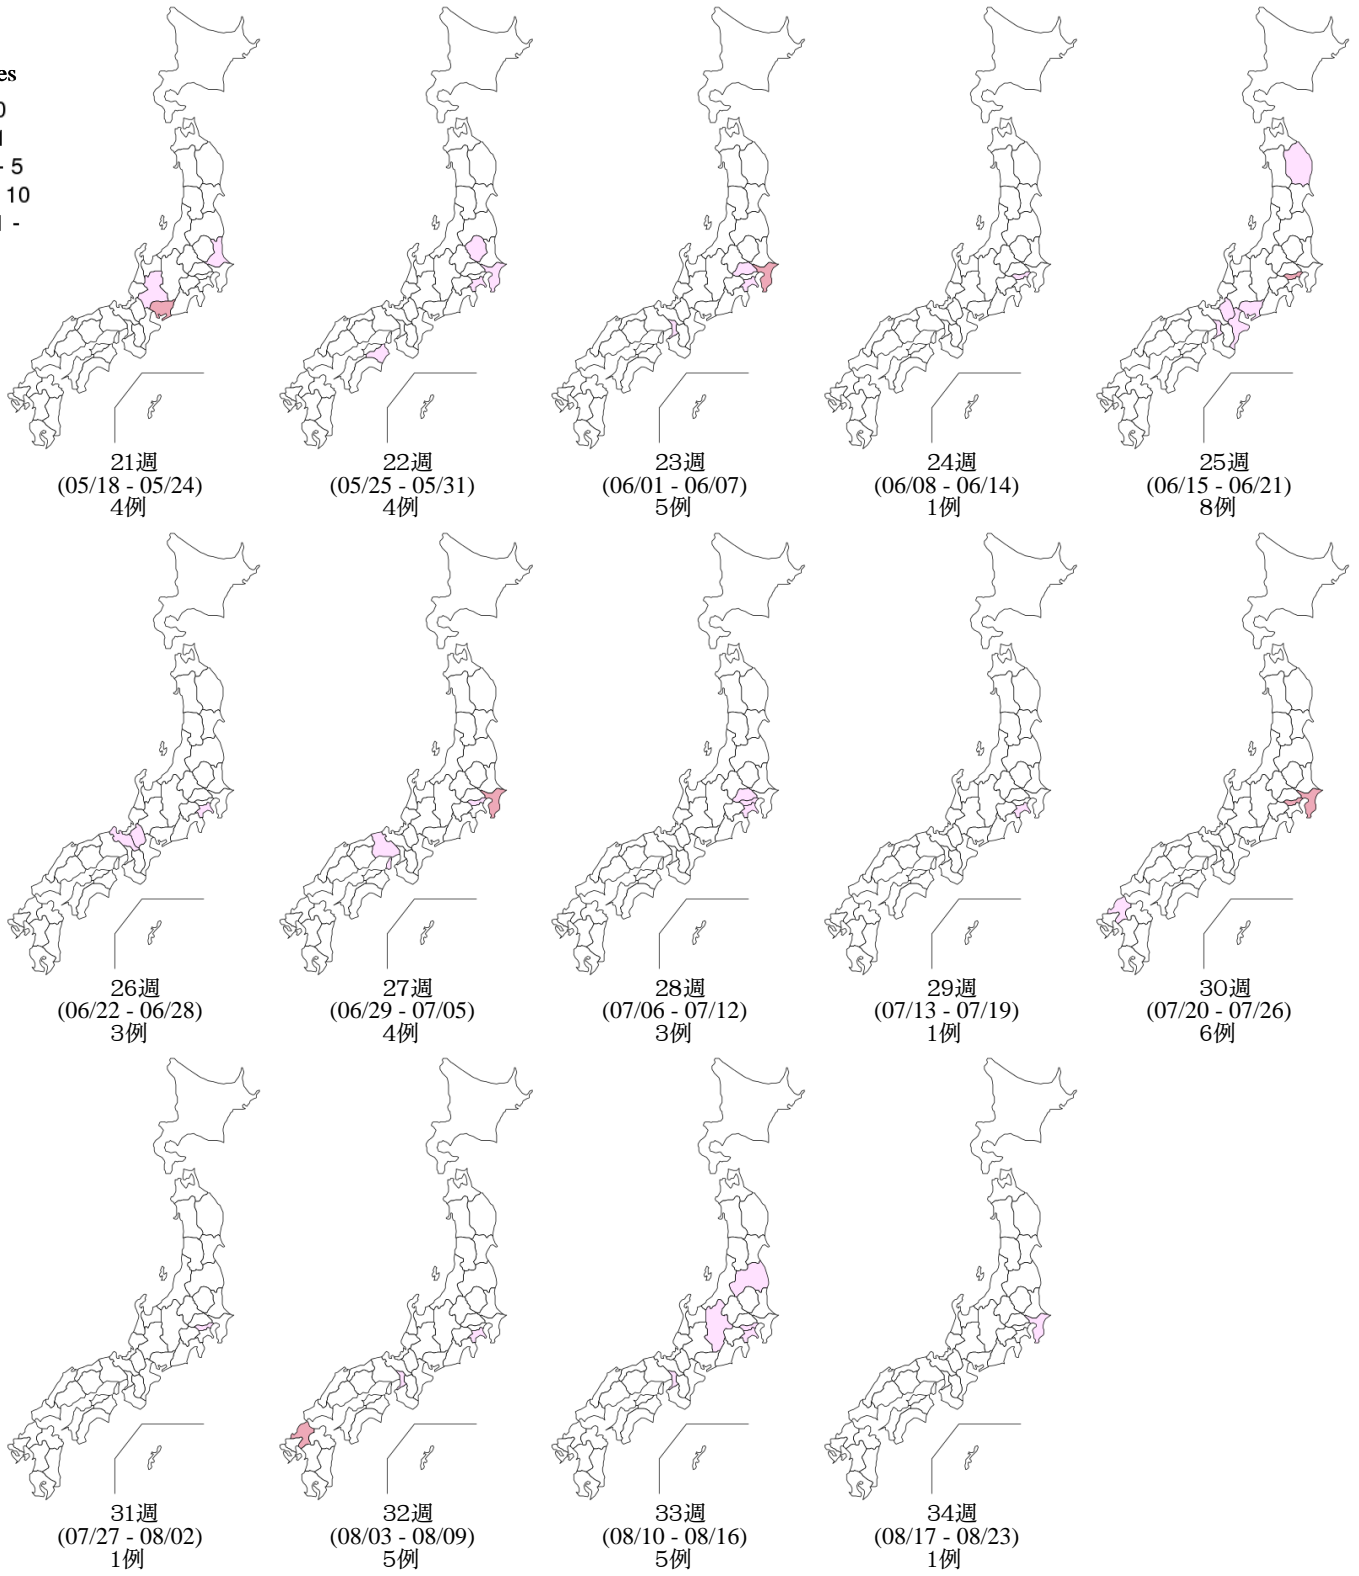 es
0
- 5
10
-
21週
(05/18 - 05/24)
4例
22週
(05/25 - 05/31)
4例
23週
(06/01 - 06/07)
5例
24週
(06/08 - 06/14)
1例
25週
(06/15 - 06/21)
8例
26週
(06/22 - 06/28)
3例
27週
(06/29 - 07/05)
4例
28週
(07/06 - 07/12)
3例
29週
(07/13 - 07/19)
1例
30週
(07/20 - 07/26)
6例
31週
(07/27 - 08/02)
1例
32週
(08/03 - 08/09)
5例
33週
(08/10 - 08/16)
5例
34週
(08/17 - 08/23)
1例